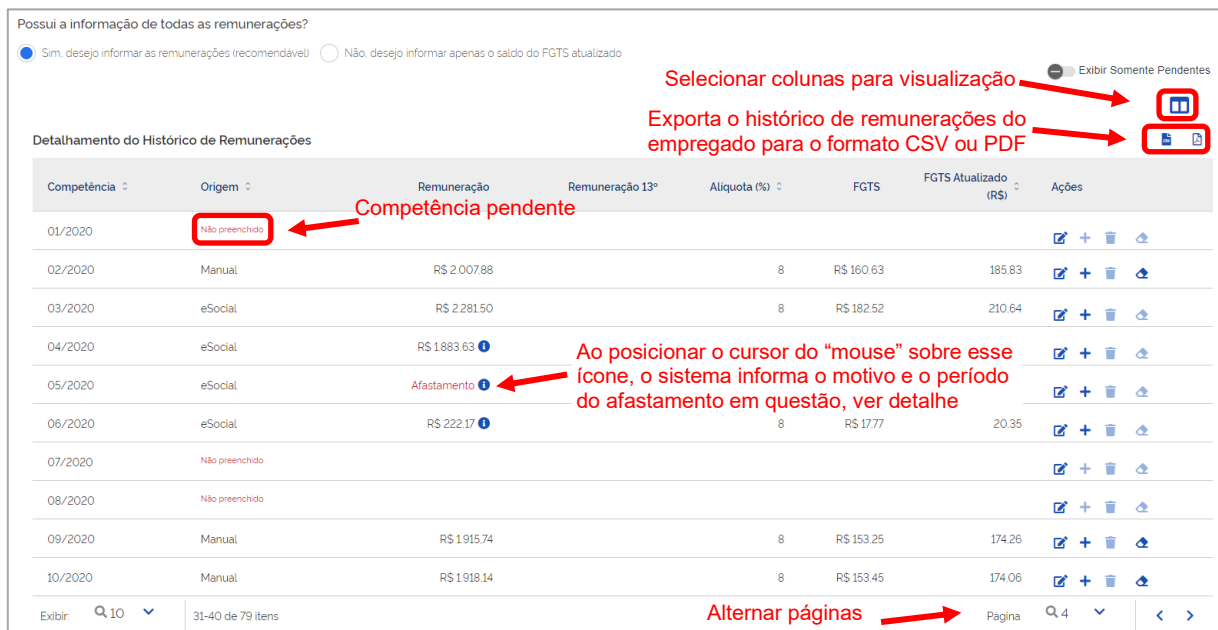 Possui a informação de todas as remunerações?
Sim, desejo informar as remunerações (recomendável) Não, desejo informar apenas o saldo do FGTS atualizado
Exibir Somente Pendentes
Selecionar colunas para visualização
Exporta o histórico de remunerações do
empregado para o formato CSV ou PDF
Detalhamento do Histórico de Remunerações
Competência Origem Remuneração Remuneração 13º Alíquota (%) FGTS FGTS Atualizado (R$) Ações
Competência pendente
01/2020 Não preenchido
02/2020 Manual R$ 2.007,88 8 R$ 160,63 185,83
03/2020 eSocial R$ 2.281,50 8 R$ 182,52 210,64
04/2020 eSocial R$ 1.883,63
Ao posicionar o cursor do “mouse” sobre esse
ícone, o sistema informa o motivo e o período
do afastamento em questão, ver detalhe
05/2020 eSocial Afastamento
06/2020 eSocial R$ 222,17 8 R$ 17,77 20,35
07/2020 Não preenchido
08/2020 Não preenchido
09/2020 Manual R$ 1.915,74 8 R$ 153,25 174,26
10/2020 Manual R$ 1.918,14 8 R$ 153,45 174,06
Exibir: 10 31-40 de 79 itens Alternar páginas Página 4